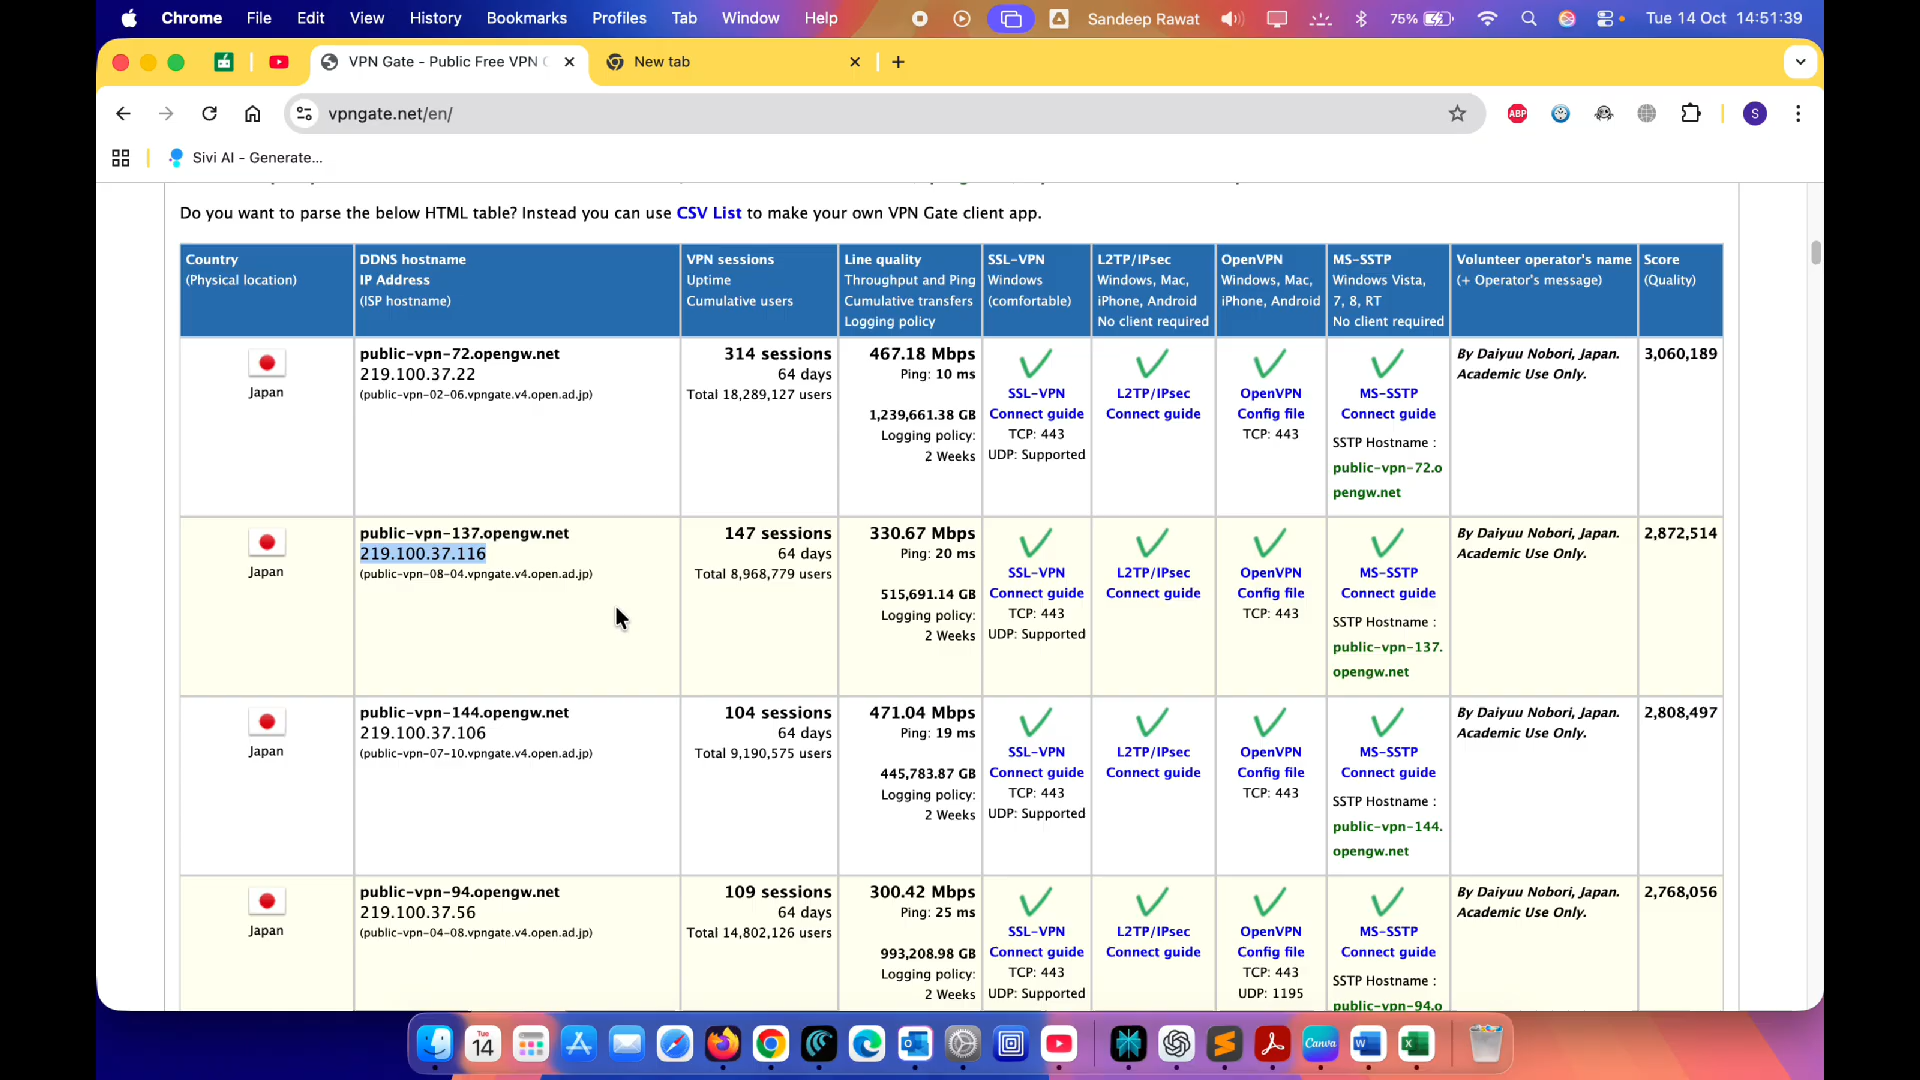 Chrome File Edit View History Bookmarks Profiles Tab Window Help Sandeep Rawat 75% Tue 14 Oct 14:51:39
VPN Gate - Public Free VPN New tab
vpngate.net/en/
ABP S
Sivi AI - Generate...
Do you want to parse the below HTML table? Instead you can use CSV List to make your own VPN Gate client app.
Country
(Physical location)
DDNS hostname
IP Address
(ISP hostname)
VPN sessions
Uptime
Cumulative users
Line quality
Throughput and Ping
Cumulative transfers
Logging policy
SSL-VPN
Windows
(comfortable)
L2TP/IPsec
Windows, Mac,
iPhone, Android
No client required
OpenVPN
Windows, Mac,
iPhone, Android
MS-SSTP
Windows Vista,
7, 8, RT
No client required
Volunteer operator's name
(+ Operator's message)
Score
(Quality)
Japan
public-vpn-72.opengw.net
219.100.37.22
(public-vpn-02-06.vpngate.v4.open.ad.jp)
314 sessions
64 days
Total 18,289,127 users
467.18 Mbps
Ping: 10 ms
1,239,661.38 GB
Logging policy:
2 Weeks
SSL-VPN
Connect guide
TCP: 443
UDP: Supported
L2TP/IPsec
Connect guide
OpenVPN
Config file
TCP: 443
MS-SSTP
Connect guide
SSTP Hostname :
public-vpn-72.o
pengw.net
By Daiyuu Nobori, Japan.
Academic Use Only.
3,060,189
Japan
public-vpn-137.opengw.net
219.100.37.116
(public-vpn-08-04.vpngate.v4.open.ad.jp)
147 sessions
64 days
Total 8,968,779 users
330.67 Mbps
Ping: 20 ms
515,691.14 GB
Logging policy:
2 Weeks
SSL-VPN
Connect guide
TCP: 443
UDP: Supported
L2TP/IPsec
Connect guide
OpenVPN
Config file
TCP: 443
MS-SSTP
Connect guide
SSTP Hostname :
public-vpn-137.
opengw.net
By Daiyuu Nobori, Japan.
Academic Use Only.
2,872,514
Japan
public-vpn-144.opengw.net
219.100.37.106
(public-vpn-07-10.vpngate.v4.open.ad.jp)
104 sessions
64 days
Total 9,190,575 users
471.04 Mbps
Ping: 19 ms
445,783.87 GB
Logging policy:
2 Weeks
SSL-VPN
Connect guide
TCP: 443
UDP: Supported
L2TP/IPsec
Connect guide
OpenVPN
Config file
TCP: 443
MS-SSTP
Connect guide
SSTP Hostname :
public-vpn-144.
opengw.net
By Daiyuu Nobori, Japan.
Academic Use Only.
2,808,497
Japan
public-vpn-94.opengw.net
219.100.37.56
(public-vpn-04-08.vpngate.v4.open.ad.jp)
109 sessions
64 days
Total 14,802,126 users
300.42 Mbps
Ping: 25 ms
993,208.98 GB
Logging policy:
2 Weeks
SSL-VPN
Connect guide
TCP: 443
UDP: Supported
L2TP/IPsec
Connect guide
OpenVPN
Config file
TCP: 443
UDP: 1195
MS-SSTP
Connect guide
SSTP Hostname :
public-vpn-94.o
By Daiyuu Nobori, Japan.
Academic Use Only.
2,768,056
Tue
14
Canva